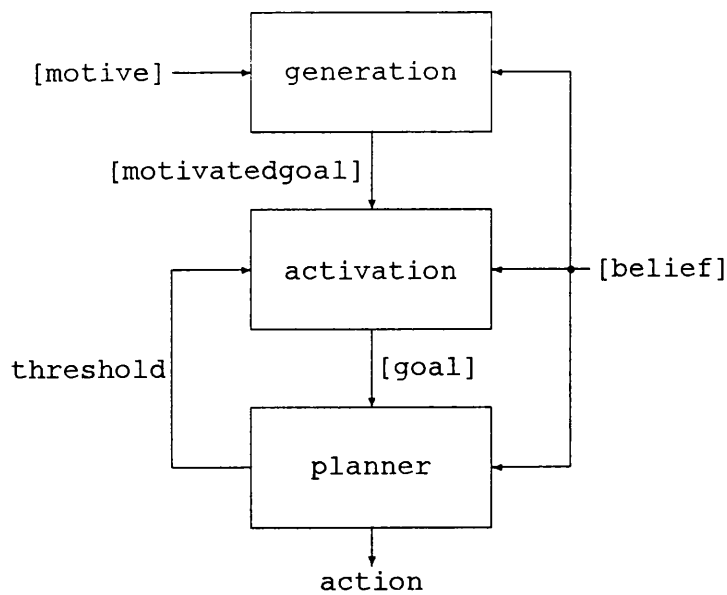 [motive]
generation
[motivatedgoal]
activation
[belief]
threshold
[goal]
planner
action